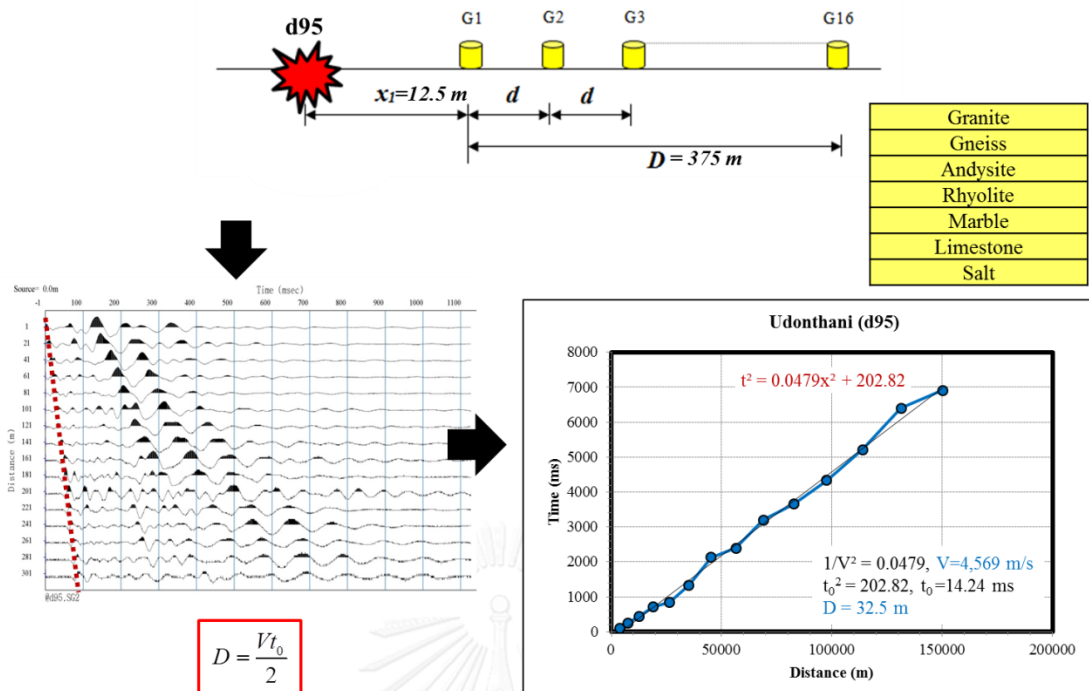 d95
G1
G2
G3
G16
x₁=12.5 m
d
d
D = 375 m
Granite
Gneiss
Andysite
Rhyolite
Marble
Limestone
Salt
Source= 0.0m
Time (msec)
-1 100 200 300 400 500 600 700 800 900 1000 1100
Distance (m)
1
21
41
61
81
101
121
141
161
181
201
221
241
261
281
301
#d95.SG2
D = Vt₀/2
Udonthani (d95)
t² = 0.0479x² + 202.82
Time (ms)
8000
7000
6000
5000
4000
3000
2000
1000
0
1/V² = 0.0479, V=4,569 m/s
t₀² = 202.82, t₀=14.24 ms
D = 32.5 m
0 50000 100000 150000 200000
Distance (m)